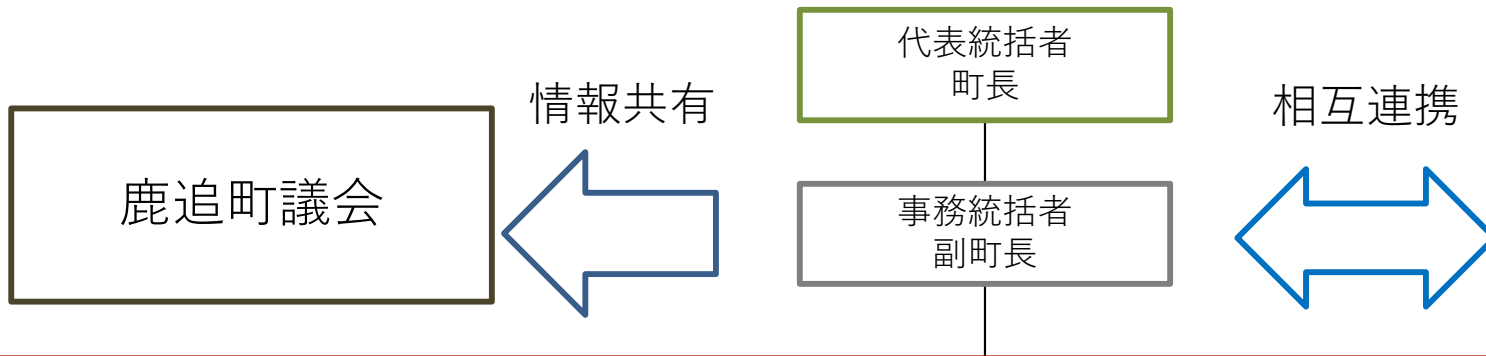 代表統括者
町長
情報共有
相互連携
鹿追町議会
事務統括者
副町長